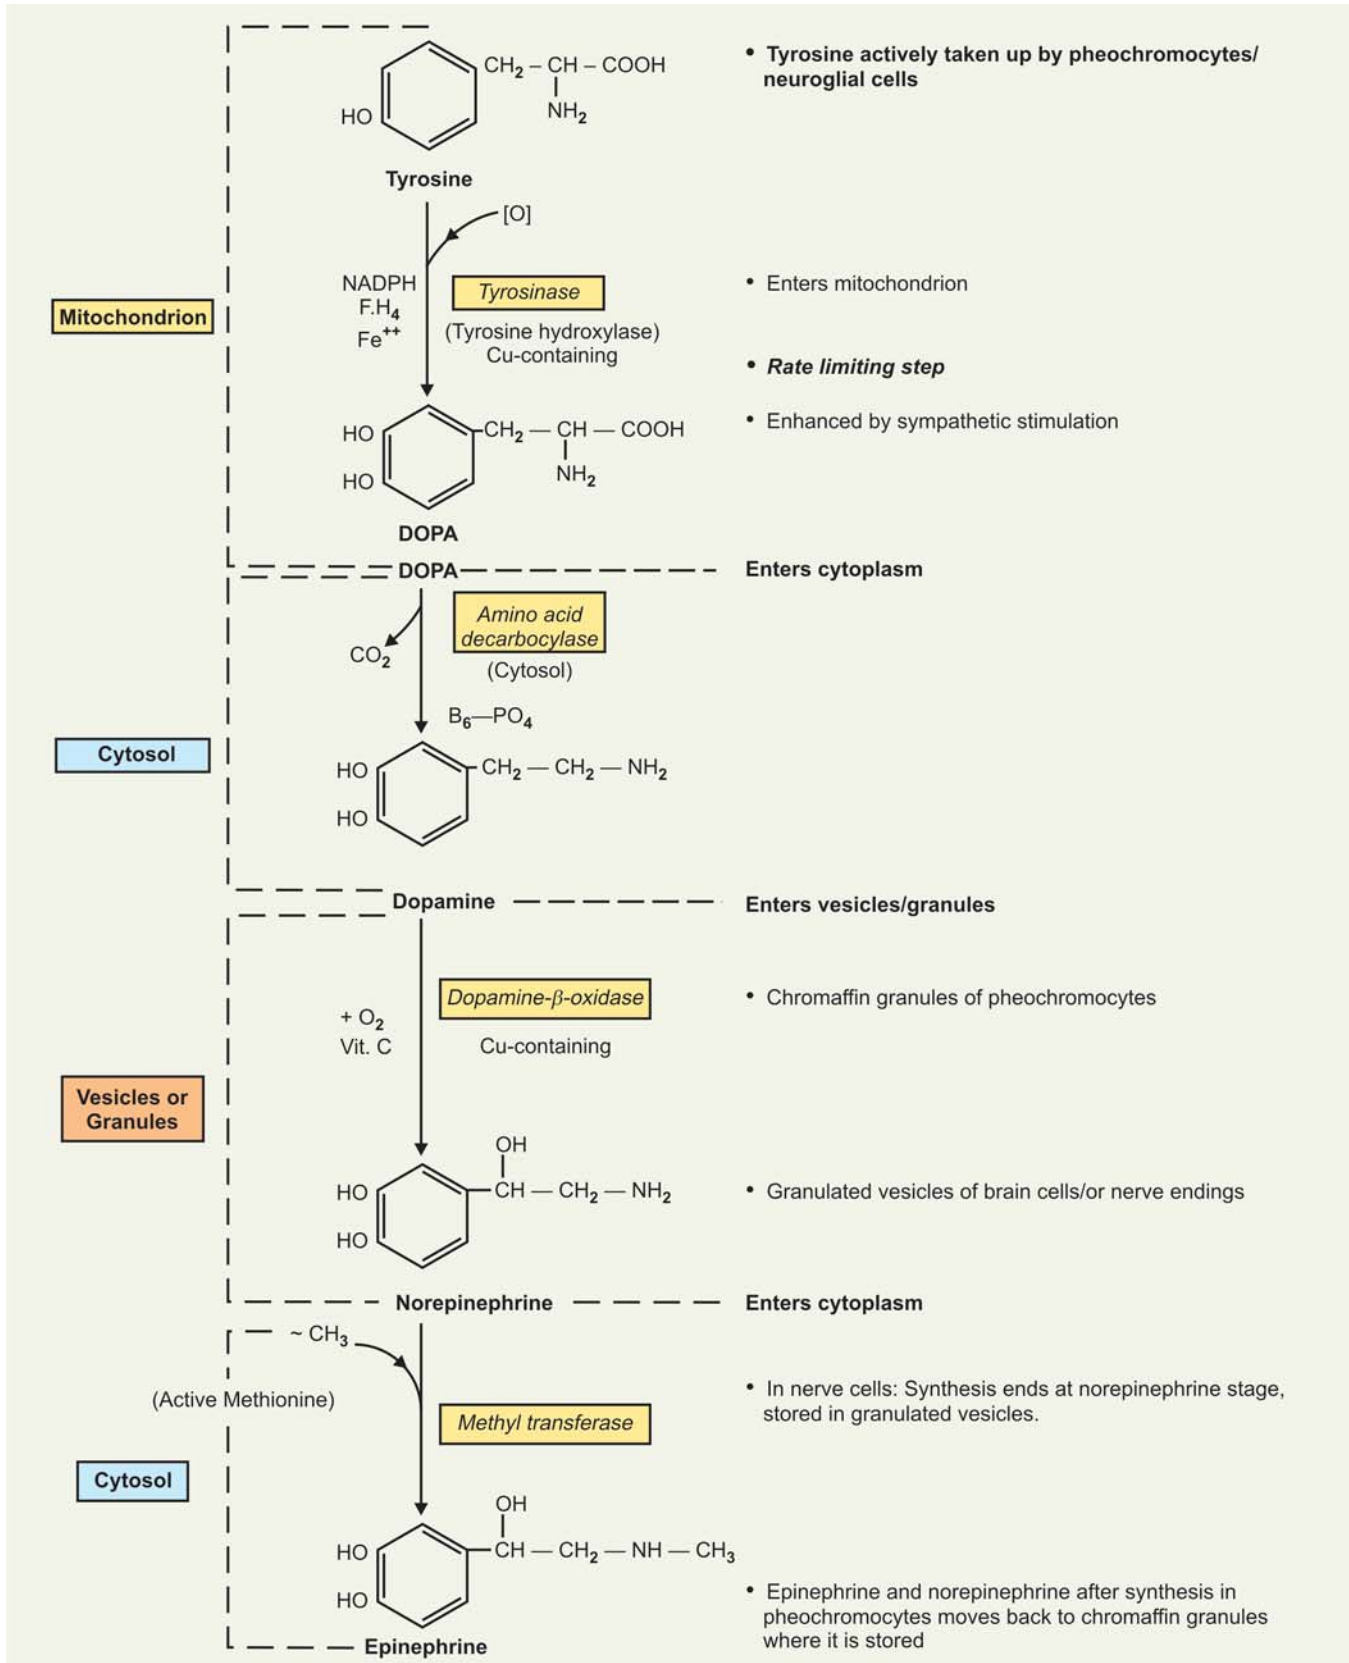 CH₂ – CH – COOH
NH₂
HO
Tyrosine
• Tyrosine actively taken up by pheochromocytes/
neuroglial cells
[O]
NADPH
F.H₄
Fe⁺⁺
Tyrosinase
(Tyrosine hydroxylase)
Cu-containing
Mitochondrion
• Enters mitochondrion
• Rate limiting step
• Enhanced by sympathetic stimulation
HO
HO
CH₂ — CH — COOH
NH₂
DOPA
DOPA
Enters cytoplasm
CO₂
Amino acid
decarbocylase
(Cytosol)
B₆—PO₄
Cytosol
HO
HO
CH₂ — CH₂ — NH₂
Dopamine
Enters vesicles/granules
+ O₂
Vit. C
Dopamine-β-oxidase
Cu-containing
• Chromaffin granules of pheochromocytes
Vesicles or
Granules
OH
HO
HO
CH — CH₂ — NH₂
• Granulated vesicles of brain cells/or nerve endings
Norepinephrine
Enters cytoplasm
~ CH₃
(Active Methionine)
Methyl transferase
• In nerve cells: Synthesis ends at norepinephrine stage,
stored in granulated vesicles.
Cytosol
OH
HO
HO
CH — CH₂ — NH — CH₃
Epinephrine
• Epinephrine and norepinephrine after synthesis in
pheochromocytes moves back to chromaffin granules
where it is stored